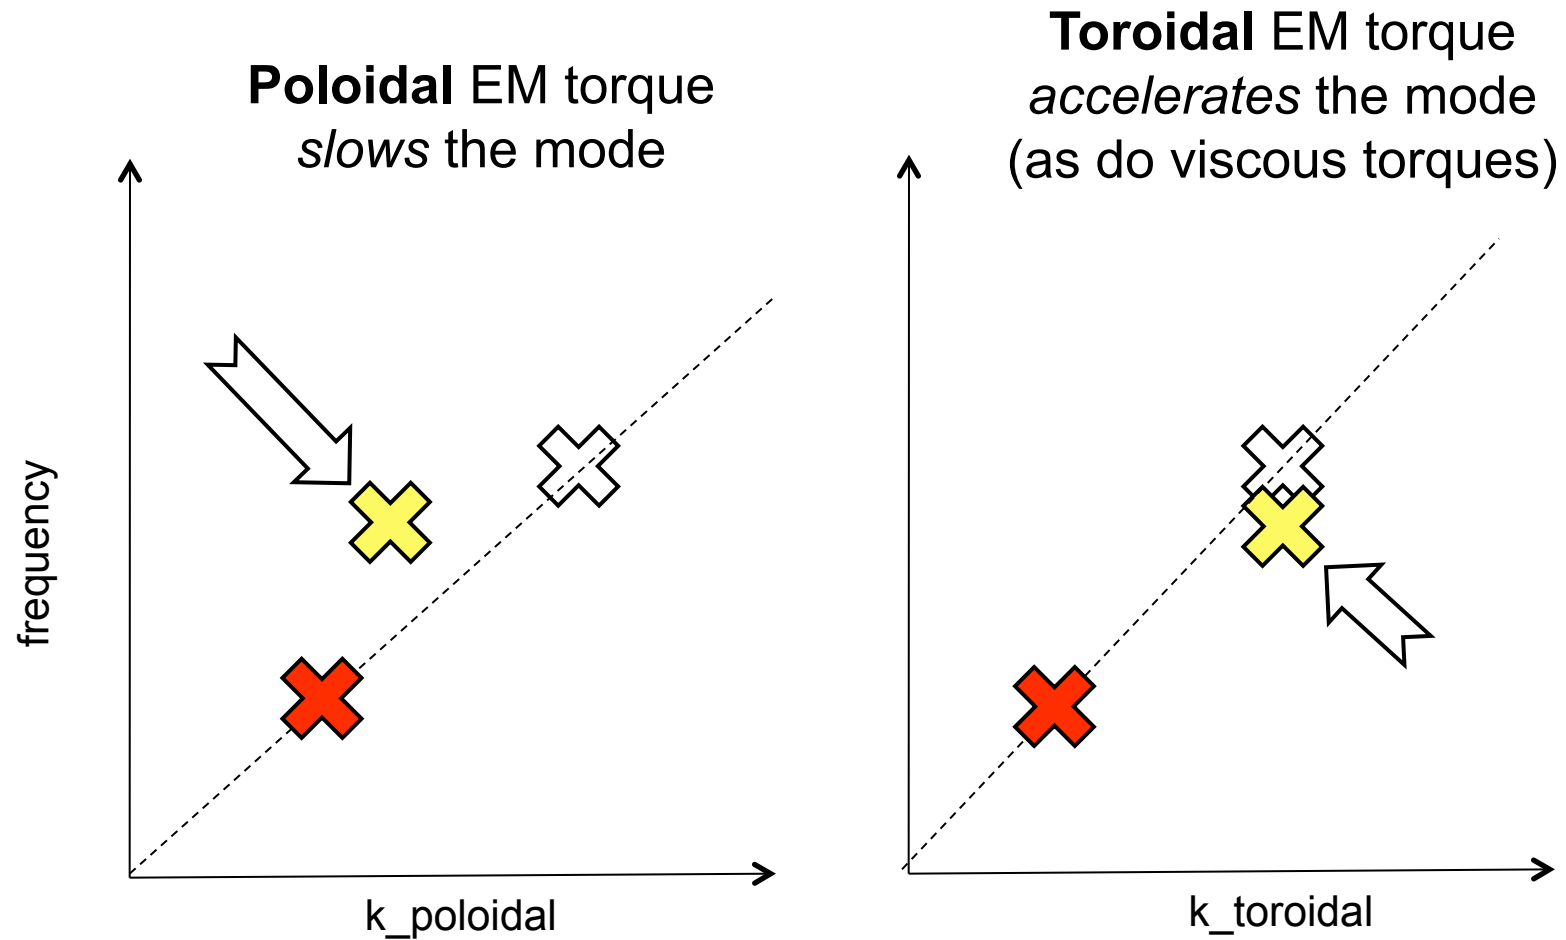 Poloidal EM torque
slows the mode
Toroidal EM torque
accelerates the mode
(as do viscous torques)
frequency
k_poloidal
k_toroidal